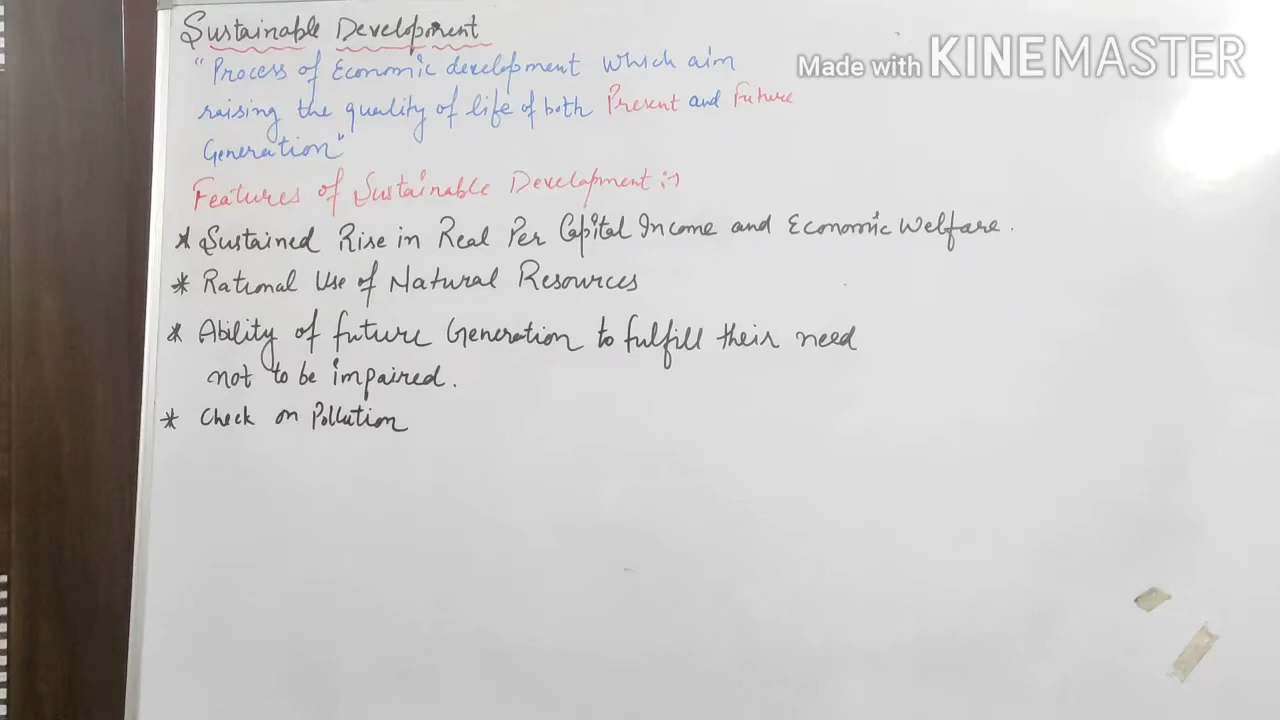 Sustainable Development
Made with KINEMASTER
"Process of Economic development which aim
raising the quality of life of both Present and Future
Generation"
Features of Sustainable Development :-
* Sustained Rise in Real Per Capital Income and Economic Welfare.
* Rational Use of Natural Resources
* Ability of future Generation to fulfill their need
not to be impaired.
* Check on Pollution